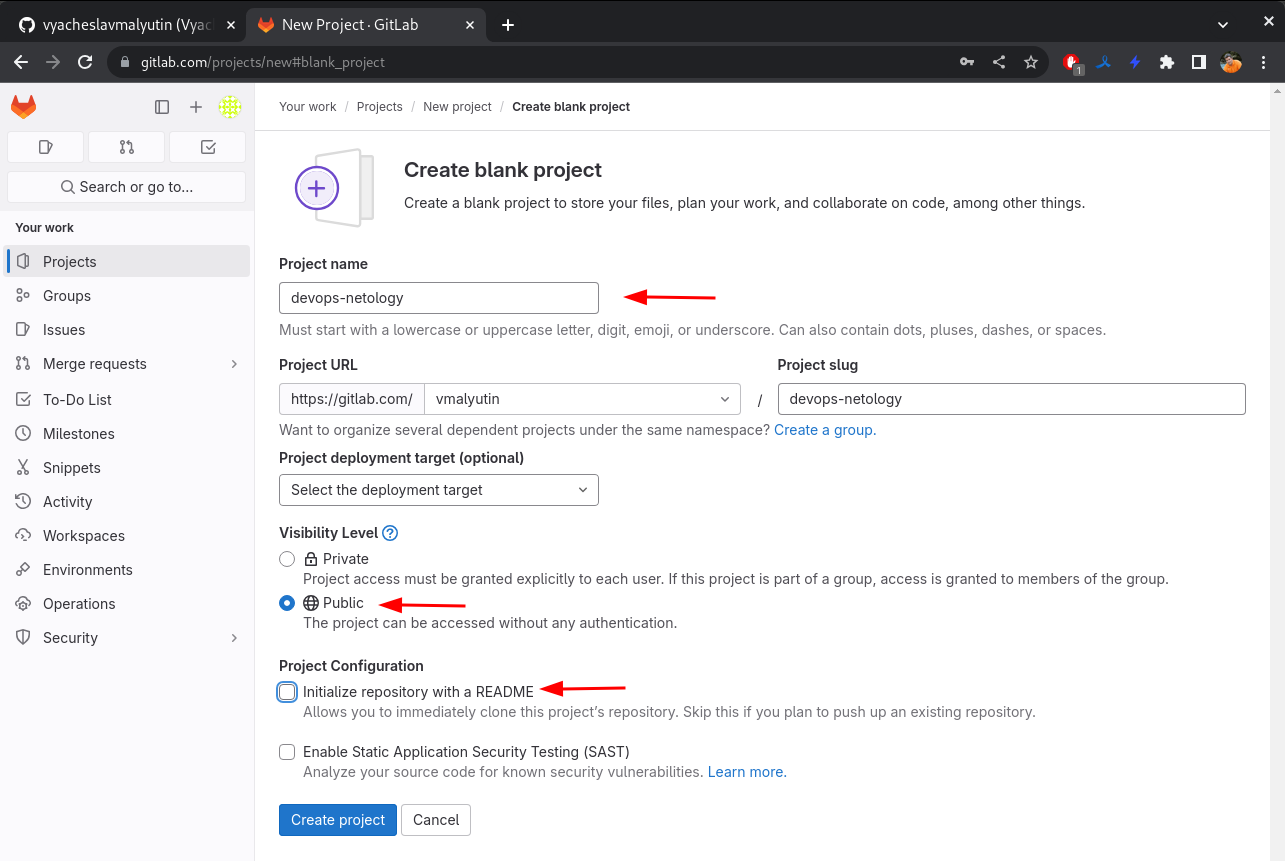 vyacheslavmalyutin (Vyac
New Project · GitLab
gitlab.com/projects/new#blank_project
1
Your work / Projects / New project / Create blank project
Search or go to...
Your work
Projects
Groups
Issues
Merge requests
To-Do List
Milestones
Snippets
Activity
Workspaces
Environments
Operations
Security
Create blank project
Create a blank project to store your files, plan your work, and collaborate on code, among other things.
Project name
devops-netology
Must start with a lowercase or uppercase letter, digit, emoji, or underscore. Can also contain dots, pluses, dashes, or spaces.
Project URL
Project slug
https://gitlab.com/ vmalyutin / devops-netology
Want to organize several dependent projects under the same namespace? Create a group.
Project deployment target (optional)
Select the deployment target
Visibility Level
Private
Project access must be granted explicitly to each user. If this project is part of a group, access is granted to members of the group.
Public
The project can be accessed without any authentication.
Project Configuration
Initialize repository with a README
Allows you to immediately clone this project’s repository. Skip this if you plan to push up an existing repository.
Enable Static Application Security Testing (SAST)
Analyze your source code for known security vulnerabilities. Learn more.
Create project
Cancel